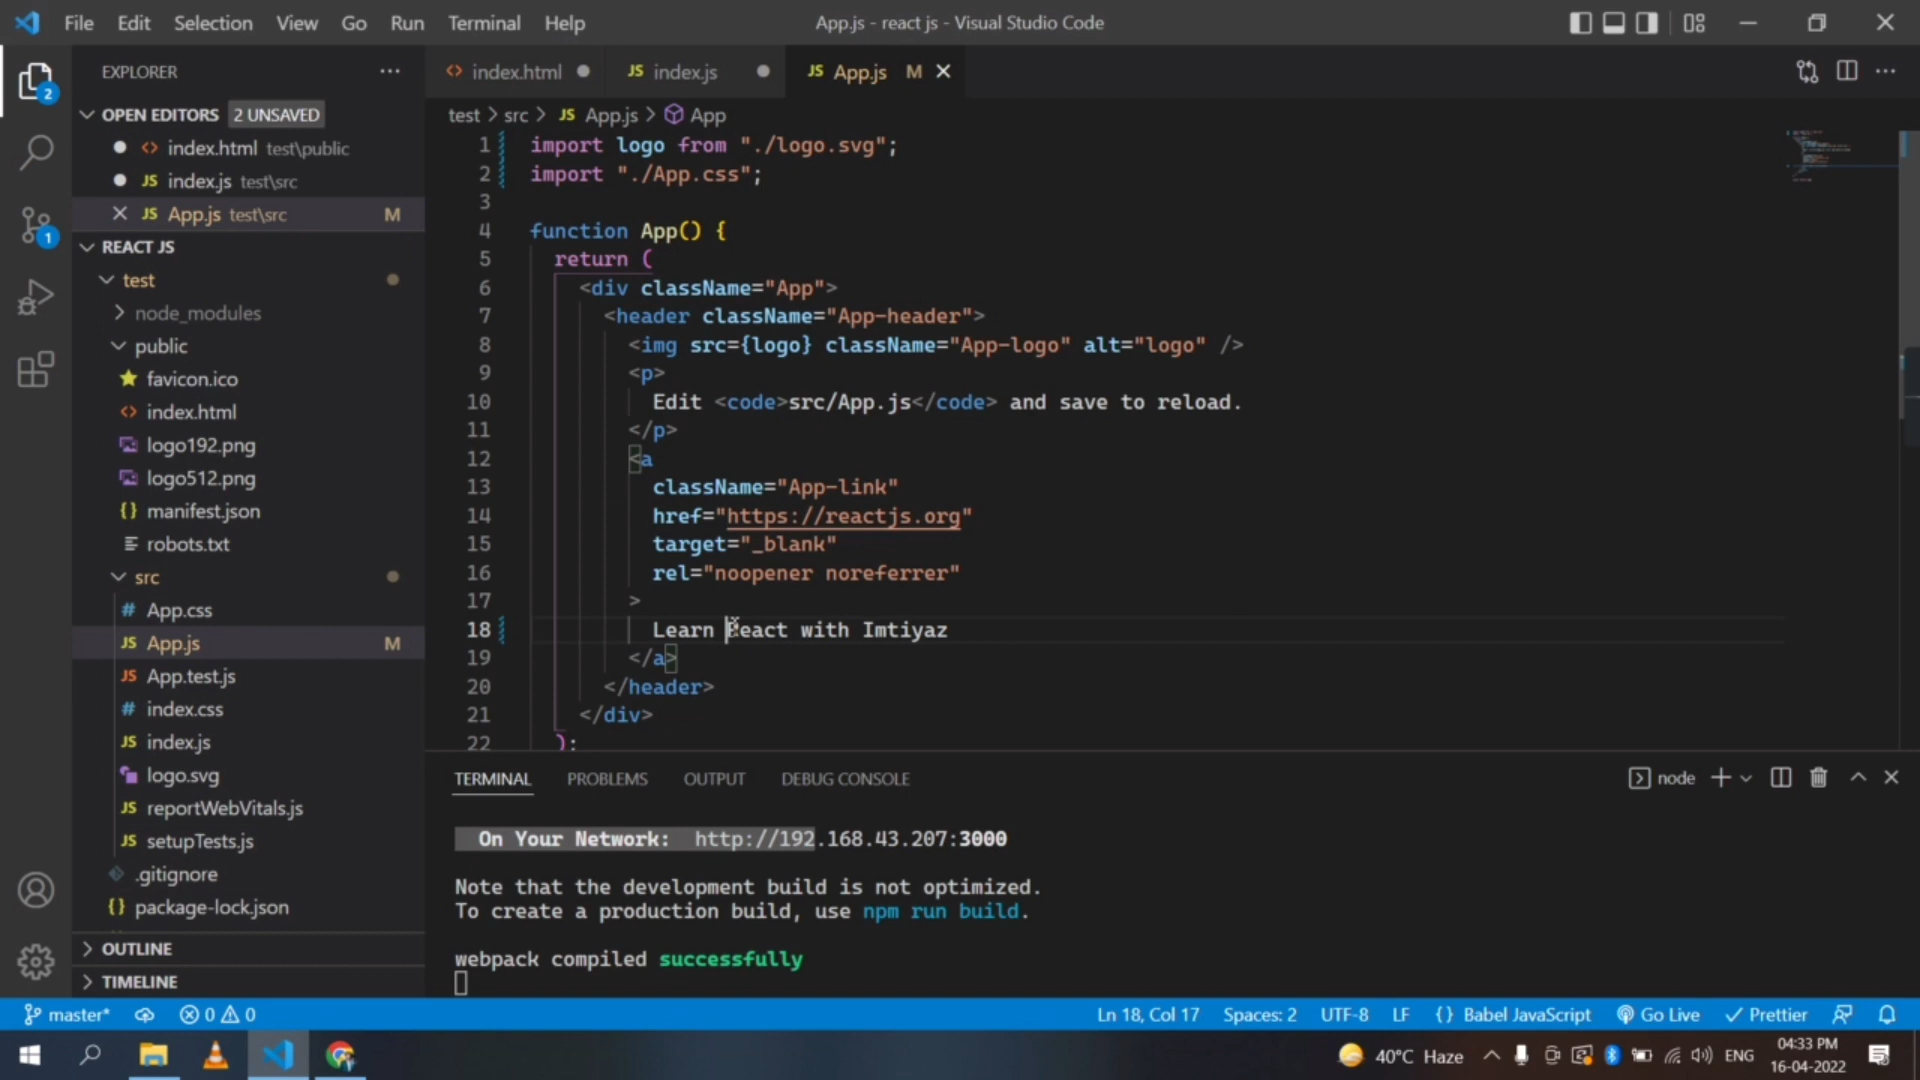 File Edit Selection View Go Run Terminal Help
App.js - react js - Visual Studio Code
EXPLORER
OPEN EDITORS 2 UNSAVED
index.html test\public
index.js test\src
App.js test\src M
REACT JS
test
node_modules
public
favicon.ico
index.html
logo192.png
logo512.png
manifest.json
robots.txt
src
App.css
App.js M
App.test.js
index.css
index.js
logo.svg
reportWebVitals.js
setupTests.js
.gitignore
package-lock.json
OUTLINE
TIMELINE
2
1
index.html
JS index.js
JS App.js M
test > src > JS App.js > App
1 import logo from "./logo.svg";
2 import "./App.css";
3
4 function App() {
5 return (
6 <div className="App">
7 <header className="App-header">
8 <img src={logo} className="App-logo" alt="logo" />
9 <p>
10 Edit <code>src/App.js</code> and save to reload.
11 </p>
12 <a
13 className="App-link"
14 href="https://reactjs.org"
15 target="_blank"
16 rel="noopener noreferrer"
17 >
18 Learn React with Imtiyaz
19 </a>
20 </header>
21 </div>
22 );
TERMINAL PROBLEMS OUTPUT DEBUG CONSOLE
node
On Your Network: http://192.168.43.207:3000
Note that the development build is not optimized.
To create a production build, use npm run build.
webpack compiled successfully
master* 0 0
Ln 18, Col 17 Spaces: 2 UTF-8 LF {} Babel JavaScript Go Live Prettier
40°C Haze ENG
04:33 PM
16-04-2022